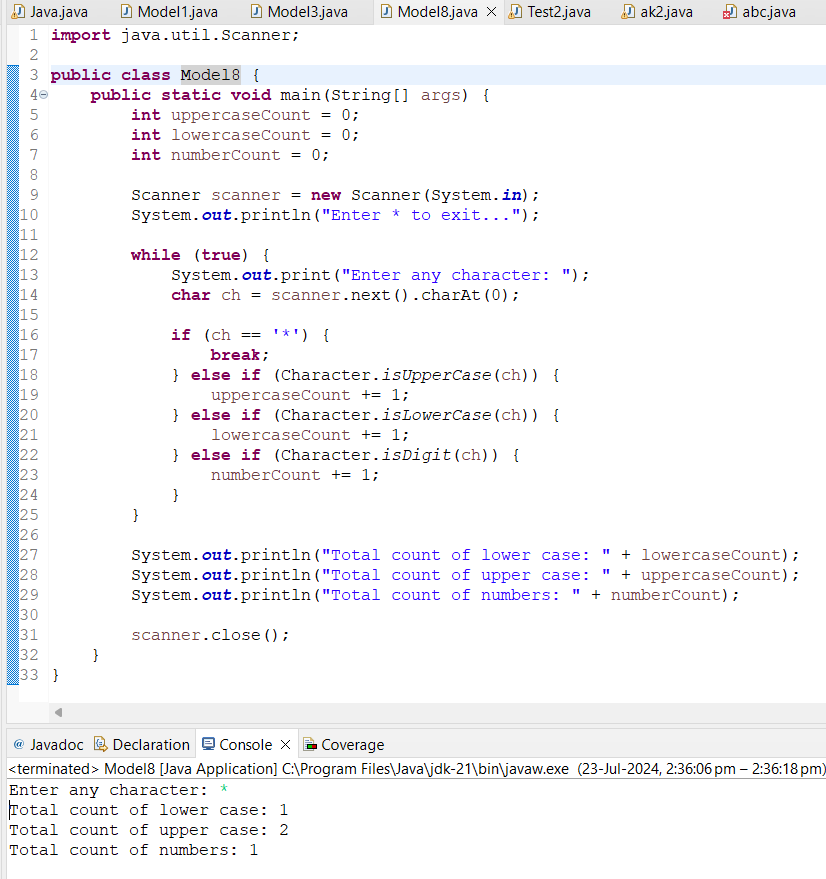 Java.java Model1.java Model3.java Model8.java Test2.java ak2.java abc.java
1 import java.util.Scanner;
2
3 public class Model8 {
4 public static void main(String[] args) {
5 int uppercaseCount = 0;
6 int lowercaseCount = 0;
7 int numberCount = 0;
8
9 Scanner scanner = new Scanner(System.in);
10 System.out.println("Enter * to exit...");
11
12 while (true) {
13 System.out.print("Enter any character: ");
14 char ch = scanner.next().charAt(0);
15
16 if (ch == '*') {
17 break;
18 } else if (Character.isUpperCase(ch)) {
19 uppercaseCount += 1;
20 } else if (Character.isLowerCase(ch)) {
21 lowercaseCount += 1;
22 } else if (Character.isDigit(ch)) {
23 numberCount += 1;
24 }
25 }
26
27 System.out.println("Total count of lower case: " + lowercaseCount);
28 System.out.println("Total count of upper case: " + uppercaseCount);
29 System.out.println("Total count of numbers: " + numberCount);
30
31 scanner.close();
32 }
33 }
@ Javadoc Declaration Console Coverage
<terminated> Model8 [Java Application] C:\Program Files\Java\jdk-21\bin\javaw.exe (23-Jul-2024, 2:36:06 pm – 2:36:18 pm)
Enter any character: *
Total count of lower case: 1
Total count of upper case: 2
Total count of numbers: 1